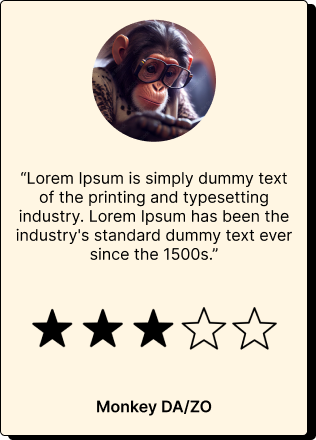 “Lorem Ipsum is simply dummy text
of the printing and typesetting
industry. Lorem Ipsum has been the
industry's standard dummy text ever
since the 1500s.”
Monkey DA/ZO